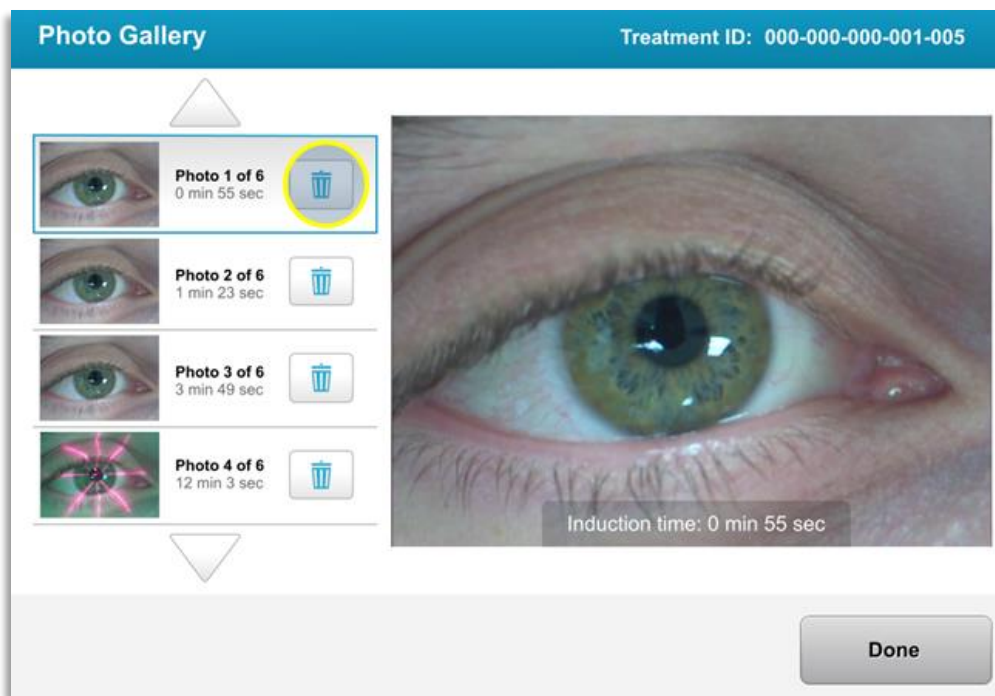 Photo Gallery
Treatment ID: 000-000-000-001-005
Photo 1 of 6
0 min 55 sec
Photo 2 of 6
1 min 23 sec
Photo 3 of 6
3 min 49 sec
Photo 4 of 6
12 min 3 sec
Induction time: 0 min 55 sec
Done